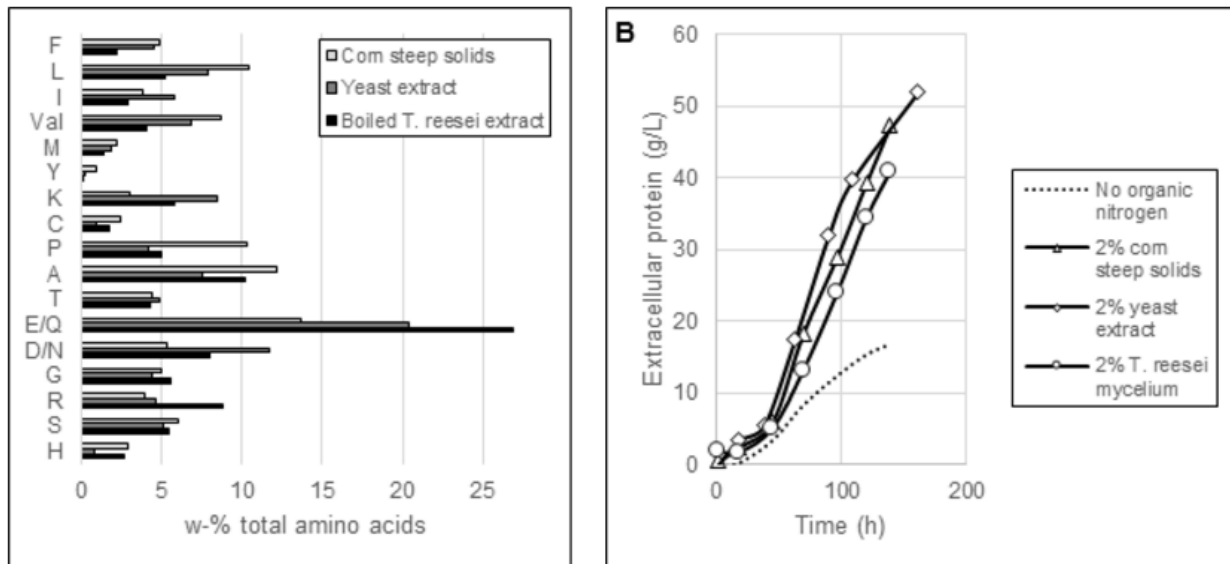 F
L
I
Val
M
Y
K
C
P
A
T
E/Q
D/N
G
R
S
H
0 5 10 15 20 25
w-% total amino acids
Corn steep solids
Yeast extract
Boiled T. reesei extract
B
60
50
40
30
20
10
0
Extracellular protein (g/L)
0 100 200
Time (h)
No organic
nitrogen
2% corn
steep solids
2% yeast
extract
2% T. reesei
mycelium